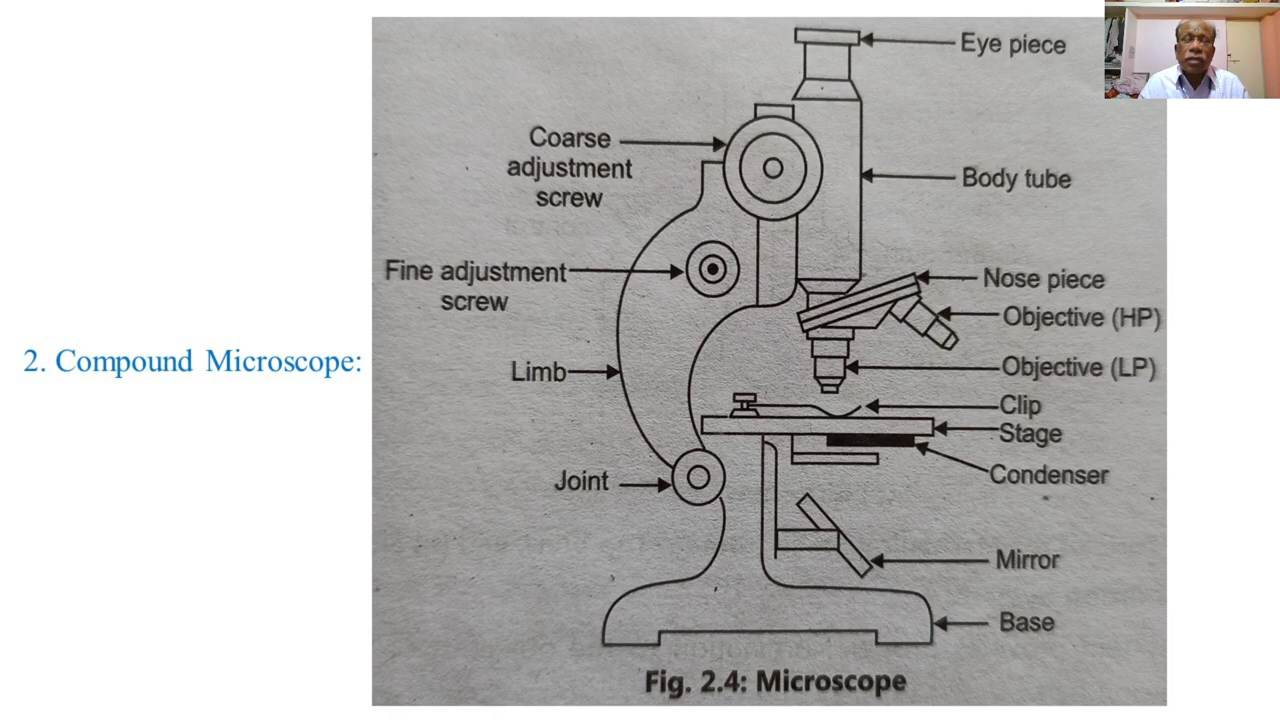 2. Compound Microscope:
Eye piece
Coarse
adjustment
screw
Body tube
Fine adjustment
screw
Nose piece
Objective (HP)
Limb
Objective (LP)
Clip
Stage
Condenser
Joint
Mirror
Base
Fig. 2.4: Microscope